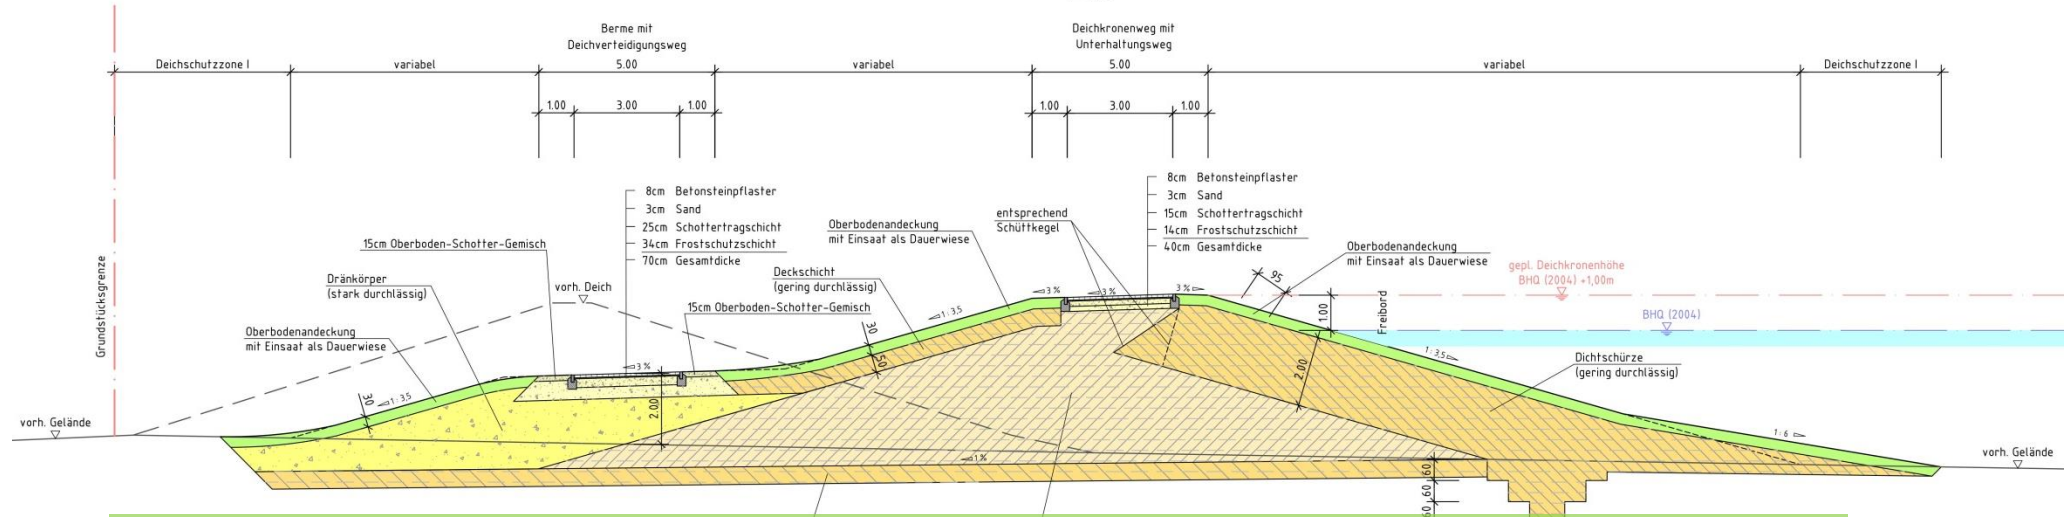 Berme mit
Deichverteidigungsweg
Deichkronenweg mit
Unterhaltungsweg
Deichschutzzone I
variabel
5.00
variabel
5.00
variabel
Deichschutzzone I
1.00
3.00
1.00
1.00
3.00
1.00
8cm Betonsteinpflaster
3cm Sand
25cm Schottertragschicht
34cm Frostschutzschicht
70cm Gesamtdicke
8cm Betonsteinpflaster
3cm Sand
15cm Schottertragschicht
14cm Frostschutzschicht
40cm Gesamtdicke
entsprechend
Schüttkegel
Oberbodenandeckung
mit Einsaat als Dauerwiese
15cm Oberboden-Schotter-Gemisch
Oberbodenandeckung
mit Einsaat als Dauerwiese
Grundstücksgrenze
Dränkörper
(stark durchlässig)
vorh. Deich
Deckschicht
(gering durchlässig)
15cm Oberboden-Schotter-Gemisch
gepl. Deichkronenhöhe
BHQ (2004) +1,00m
95
3%
3%
3%
1.00
Freibord
BHQ (2004)
Oberbodenandeckung
mit Einsaat als Dauerwiese
1:3,5
30
50
1:3,5
Dichtschürze
(gering durchlässig)
3%
2.00
2.00
30
1:3,5
vorh. Gelände
1:6
vorh. Gelände
1%
60
60
60